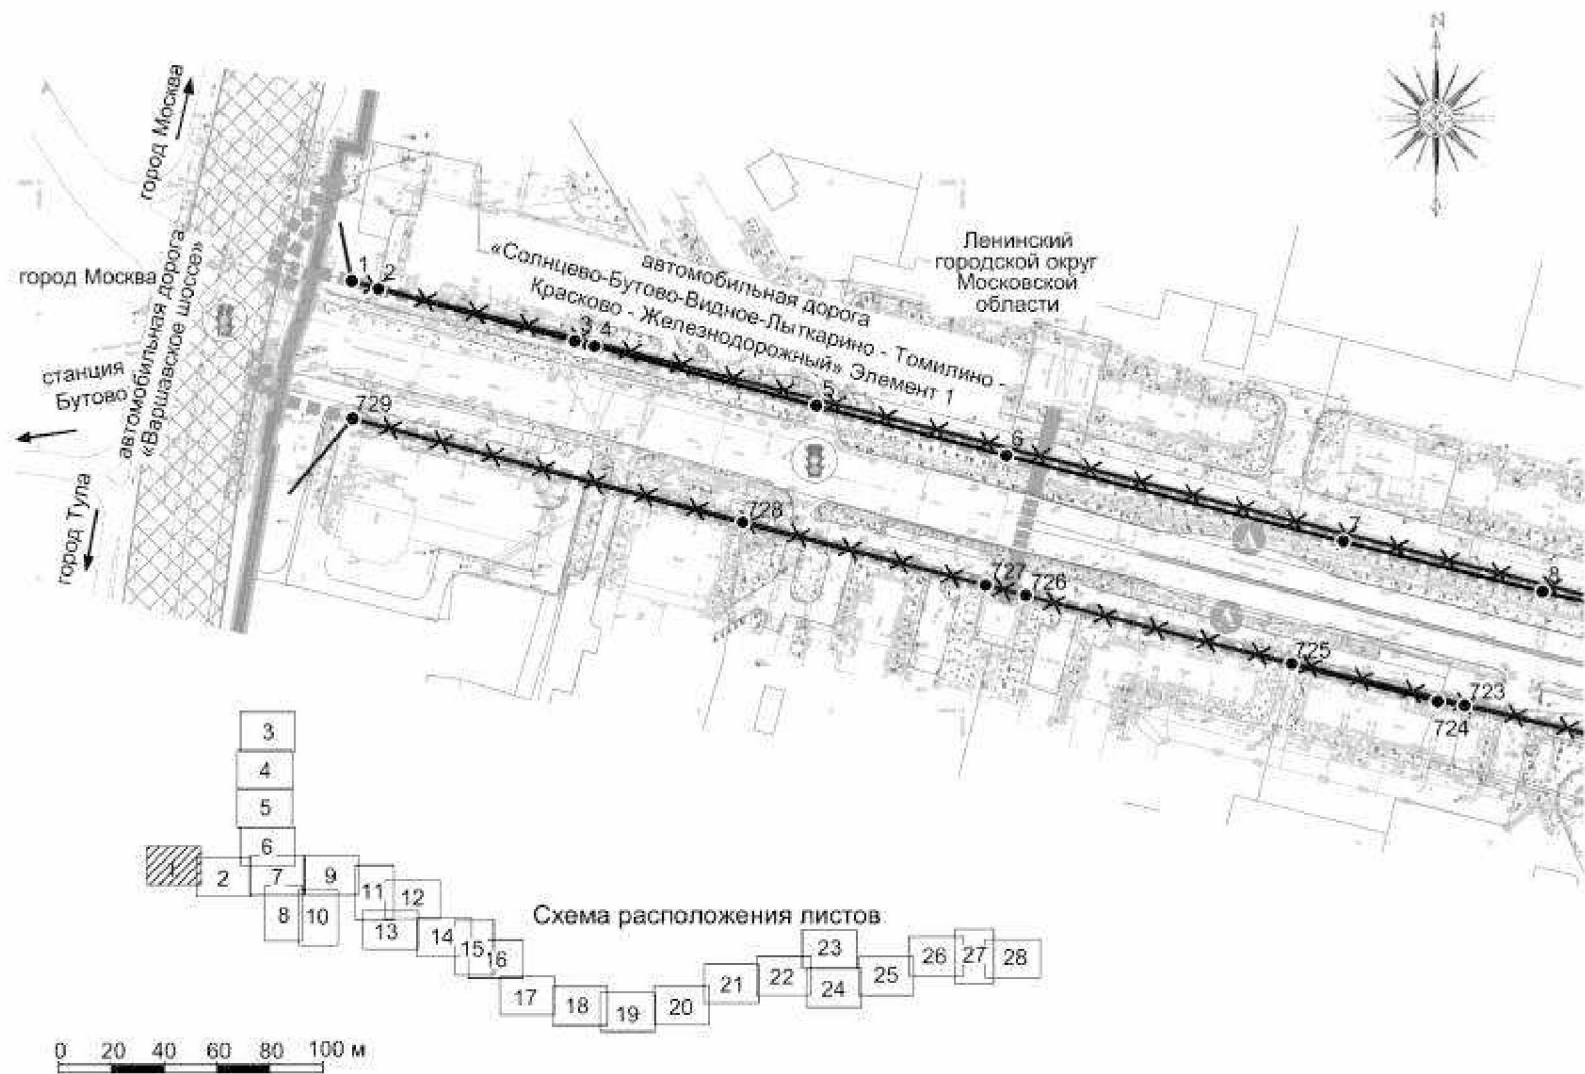 N
город Москва
город Москва
автомобильная дорога
«Варшавское шоссе»
станция
Бутово
город Тула
автомобильная дорога
«Солнцево-Бутово-Видное-Лыткарино - Томилино -
Красково - Железнодорожный» Элемент 1
Ленинский
городской округ
Московской
области
1
2
3
4
5
6
7
8
729
728
727
726
725
724
723
Схема расположения листов
3
4
5
6
1
2
7
9
8
10
11
12
13
14
15
16
17
18
19
20
21
22
23
24
25
26
27
28
0 20 40 60 80 100 м